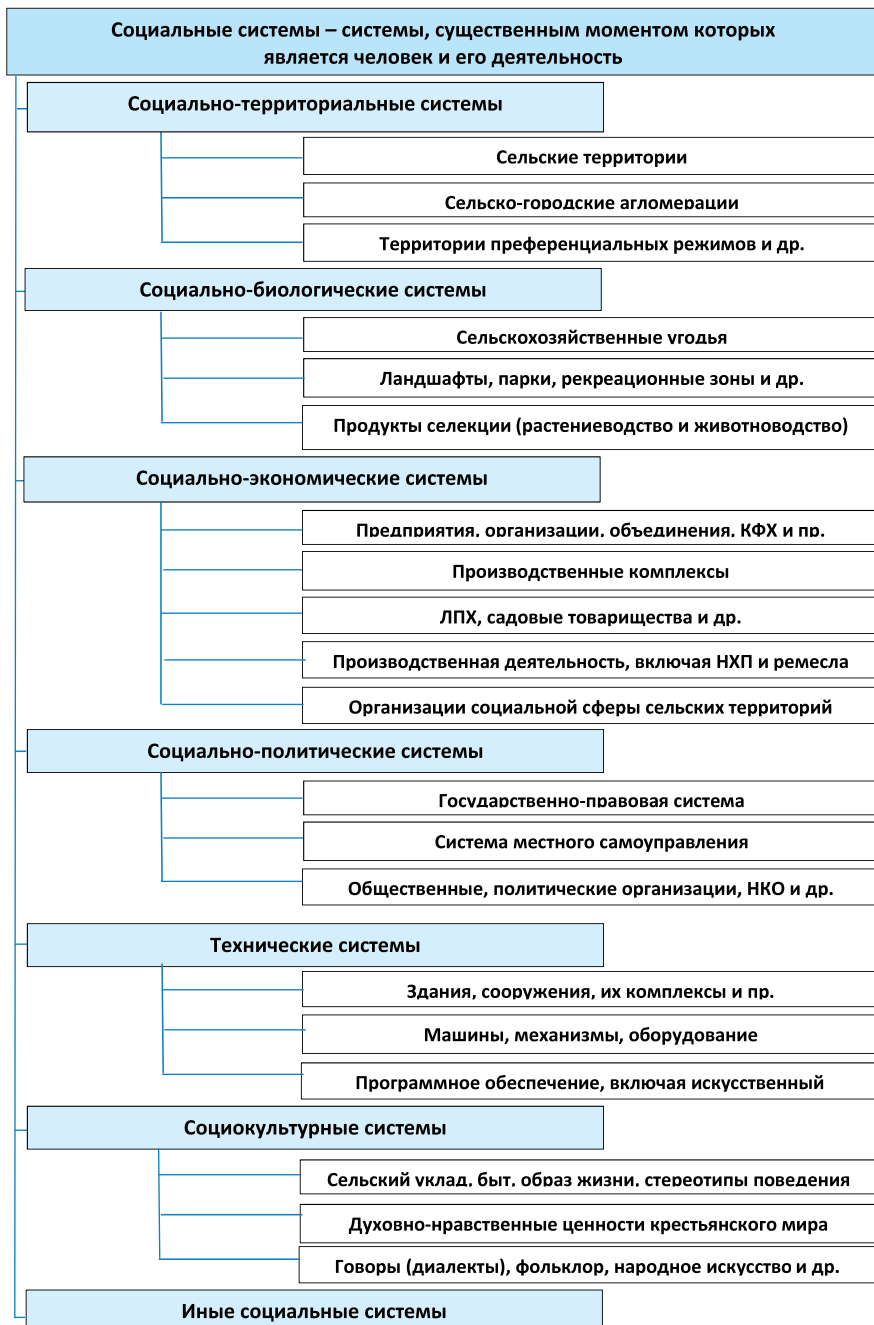 Социальные системы – системы, существенным моментом которых
является человек и его деятельность
Социально-территориальные системы
Сельские территории
Сельско-городские агломерации
Территории преференциальных режимов и др.
Социально-биологические системы
Сельскохозяйственные угодья
Ландшафты, парки, рекреационные зоны и др.
Продукты селекции (растениеводство и животноводство)
Социально-экономические системы
Предприятия, организации, объединения, КФХ и пр.
Производственные комплексы
ЛПХ, садовые товарищества и др.
Производственная деятельность, включая НХП и ремесла
Организации социальной сферы сельских территорий
Социально-политические системы
Государственно-правовая система
Система местного самоуправления
Общественные, политические организации, НКО и др.
Технические системы
Здания, сооружения, их комплексы и пр.
Машины, механизмы, оборудование
Программное обеспечение, включая искусственный
Социокультурные системы
Сельский уклад, быт, образ жизни, стереотипы поведения
Духовно-нравственные ценности крестьянского мира
Говоры (диалекты), фольклор, народное искусство и др.
Иные социальные системы